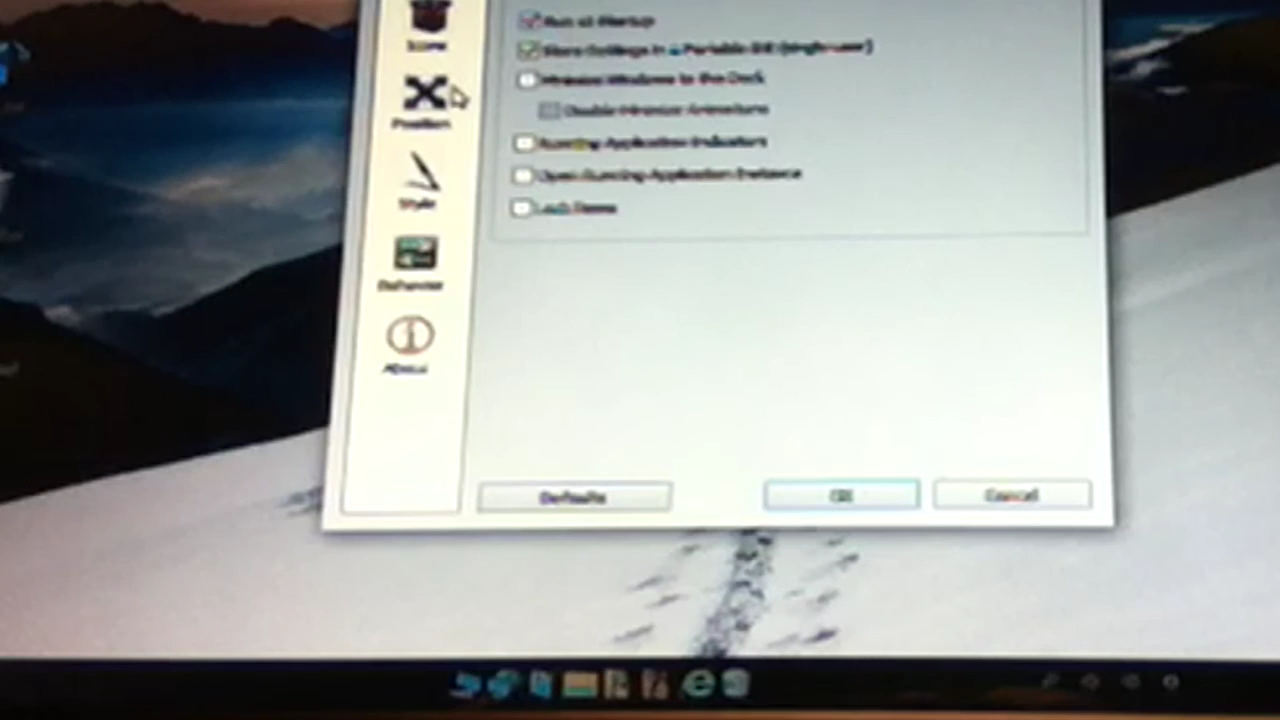 Icons
Run at Startup
Store Settings in a Portable INI (single-user)
Position
Minimize Windows to the Dock
Disable Minimize Animations
Running Application Indicators
Style
Open Running Application Instance
Lock Items
Behavior
About
Defaults
OK
Cancel